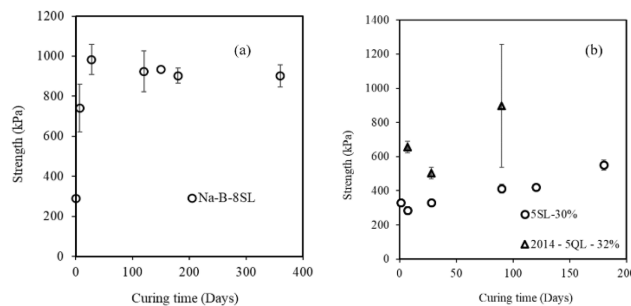 (a)
1200
1000
800
600
400
200
0
Strength (kPa)
Na-B-8SL
0 100 200 300 400
Curing time (Days)
(b)
1400
1200
1000
800
600
400
200
0
Strength (kPa)
5SL-30%
2014 - 5QL - 32%
0 50 100 150 200
Curing time (Days)